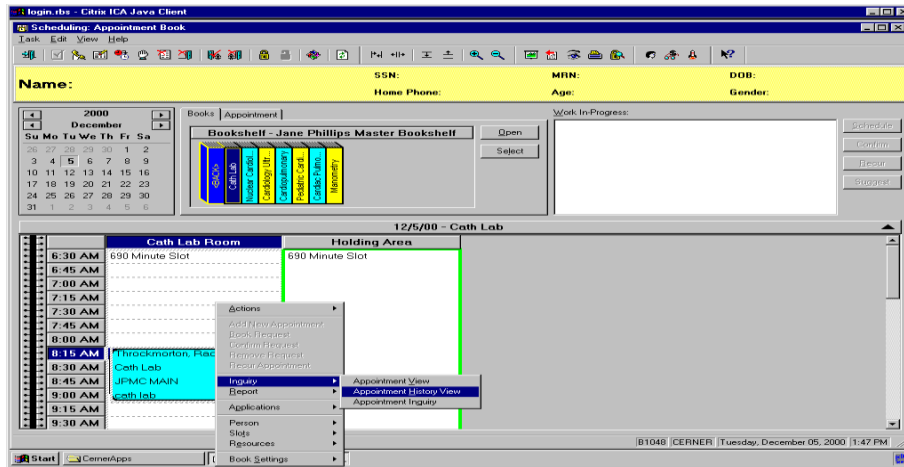 login.rbs - Citrix ICA Java Client
Scheduling: Appointment Book
Task Edit View Help
Name:
SSN:
MRN:
DOB:
Home Phone:
Age:
Gender:
2000
December
Su Mo Tu We Th Fr Sa
26 27 28 29 30 1 2
3 4 5 6 7 8 9
10 11 12 13 14 15 16
17 18 19 20 21 22 23
24 25 26 27 28 29 30
31 1 2 3 4 5 6
Books
Appointment
Bookshelf - Jane Phillips Master Bookshelf
<BACK>
Cath Lab
Nuclear Cardiol...
Cardiology Ultr...
Cardiopulmonary
Pediatric Cardi...
Cardiac Pulmo...
Manometry
Open
Select
Work In-Progress:
Schedule
Confirm
Recur
Suggest
12/5/00 - Cath Lab
Cath Lab Room
Holding Area
6:30 AM 690 Minute Slot 690 Minute Slot
6:45 AM
7:00 AM
7:15 AM
7:30 AM
7:45 AM
8:00 AM
8:15 AM Throckmorton, Rac
8:30 AM Cath Lab
8:45 AM JPMC MAIN
9:00 AM cath lab
9:15 AM
9:30 AM
Actions
Add New Appointment
Book Request
Confirm Request
Remove Request
Recur Appointment
Inquiry
Report
Applications
Person
Slots
Resources
Book Settings
Appointment View
Appointment History View
Appointment Inquiry
B1048 CERNER Tuesday, December 05, 2000 1:47 PM
Start
CernerApps